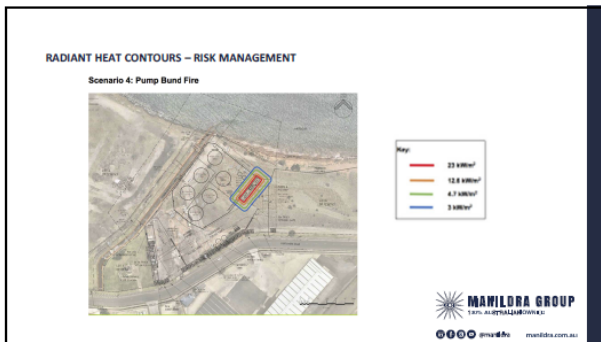 RADIANT HEAT CONTOURS – RISK MANAGEMENT
Scenario 4: Pump Bund Fire
Key:
23 kW/m²
12.6 kW/m²
4.7 kW/m²
3 kW/m²
MANILDRA GROUP
100% AUSTRALIAN OWNED
@manildra manildra.com.au